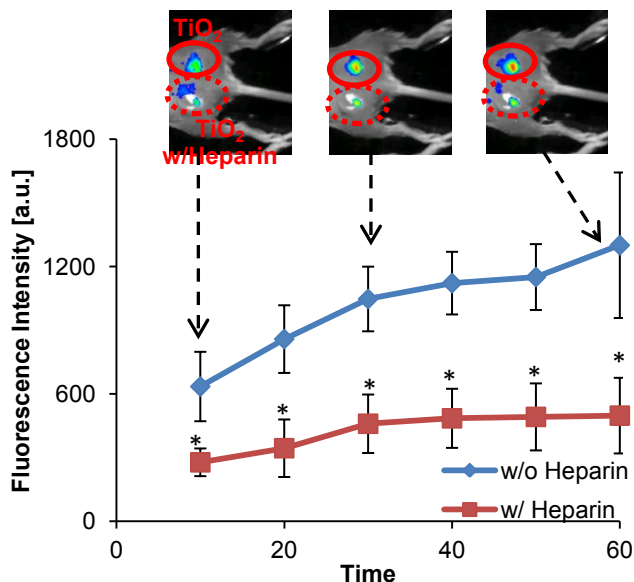 TiO2
TiO2
w/Heparin
1800
1200
600
0
Fluorescence Intensity [a.u.]
*
*
*
*
*
*
w/o Heparin
w/ Heparin
0
20
40
60
Time